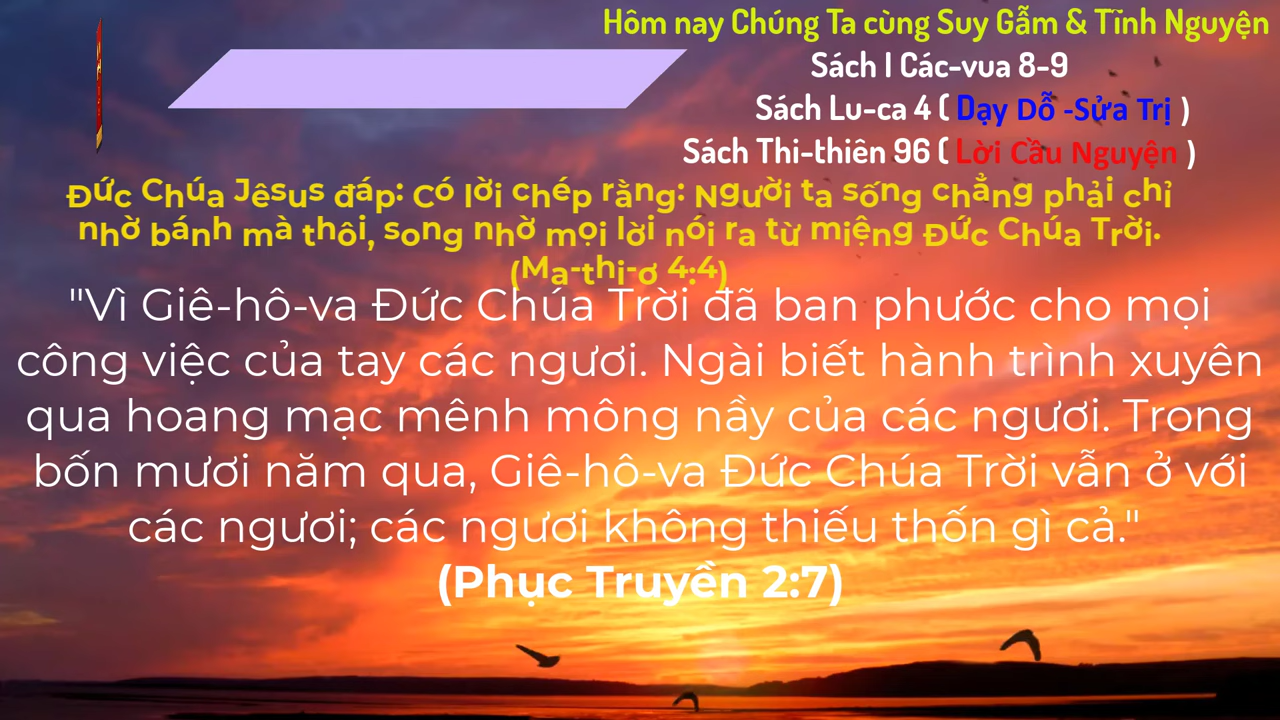 Hôm nay Chúng Ta cùng Suy Gẫm & Tĩnh Nguyện
Sách I Các-vua 8-9
Sách Lu-ca 4 ( Dạy Dỗ -Sửa Trị )
Sách Thi-thiên 96 ( Lời Cầu Nguyện )
Đức Chúa Jêsus đáp: Có lời chép rằng: Người ta sống chẳng phải chỉ
nhờ bánh mà thôi, song nhờ mọi lời nói ra từ miệng Đức Chúa Trời.
(Ma-thi-ơ 4:4)
"Vì Giê-hô-va Đức Chúa Trời đã ban phước cho mọi
công việc của tay các ngươi. Ngài biết hành trình xuyên
qua hoang mạc mênh mông nầy của các ngươi. Trong
bốn mươi năm qua, Giê-hô-va Đức Chúa Trời vẫn ở với
các ngươi; các ngươi không thiếu thốn gì cả."
(Phục Truyền 2:7)